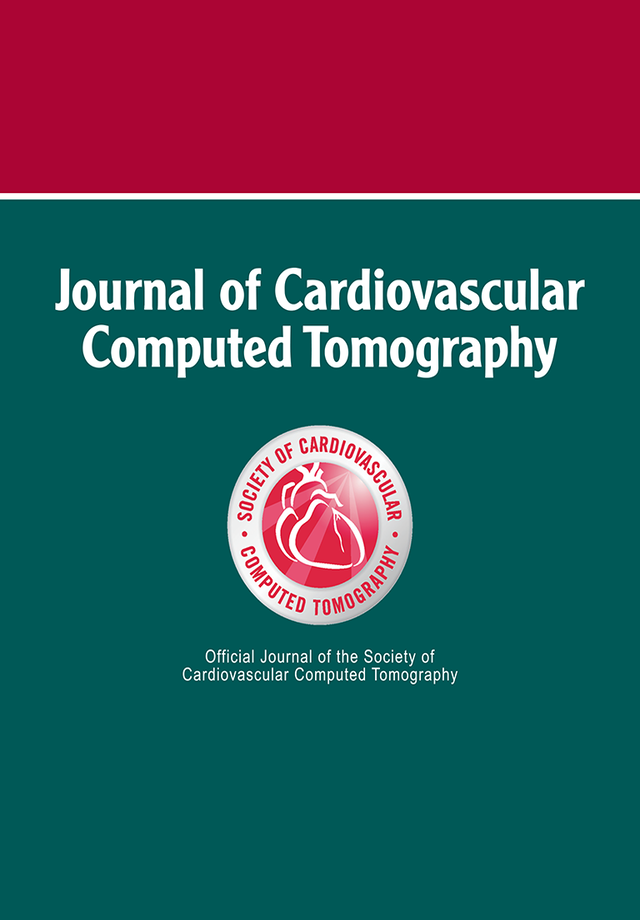 Journal of Cardiovascular
Computed Tomography
SOCIETY OF CARDIOVASCULAR
• COMPUTED TOMOGRAPHY •
Official Journal of the Society of
Cardiovascular Computed Tomography